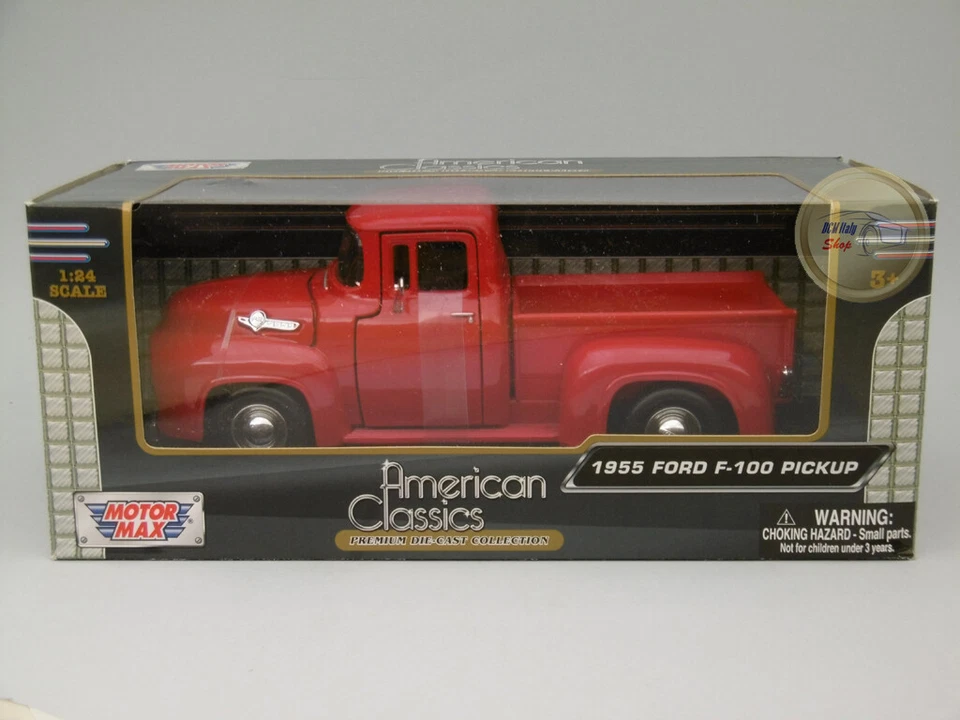 American
Classics
DCM Italy
Shop
1:24
SCALE
3+
1955 FORD F-100 PICKUP
American
Classics
PREMIUM DIE-CAST COLLECTION
MOTOR
MAX
®
WARNING:
CHOKING HAZARD - Small parts.
Not for children under 3 years.